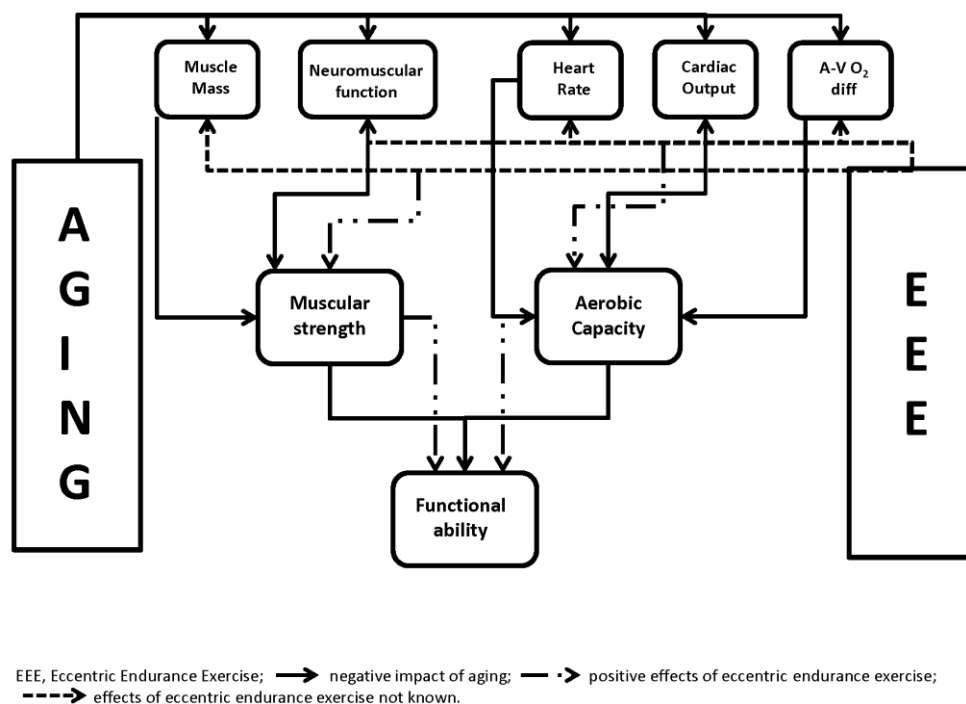 Muscle
Mass
Neuromuscular
function
Heart
Rate
Cardiac
Output
A-V O₂
diff
A
G
I
N
G
E
E
E
Muscular
strength
Aerobic
Capacity
Functional
ability
EEE, Eccentric Endurance Exercise; negative impact of aging; positive effects of eccentric endurance exercise;
effects of eccentric endurance exercise not known.